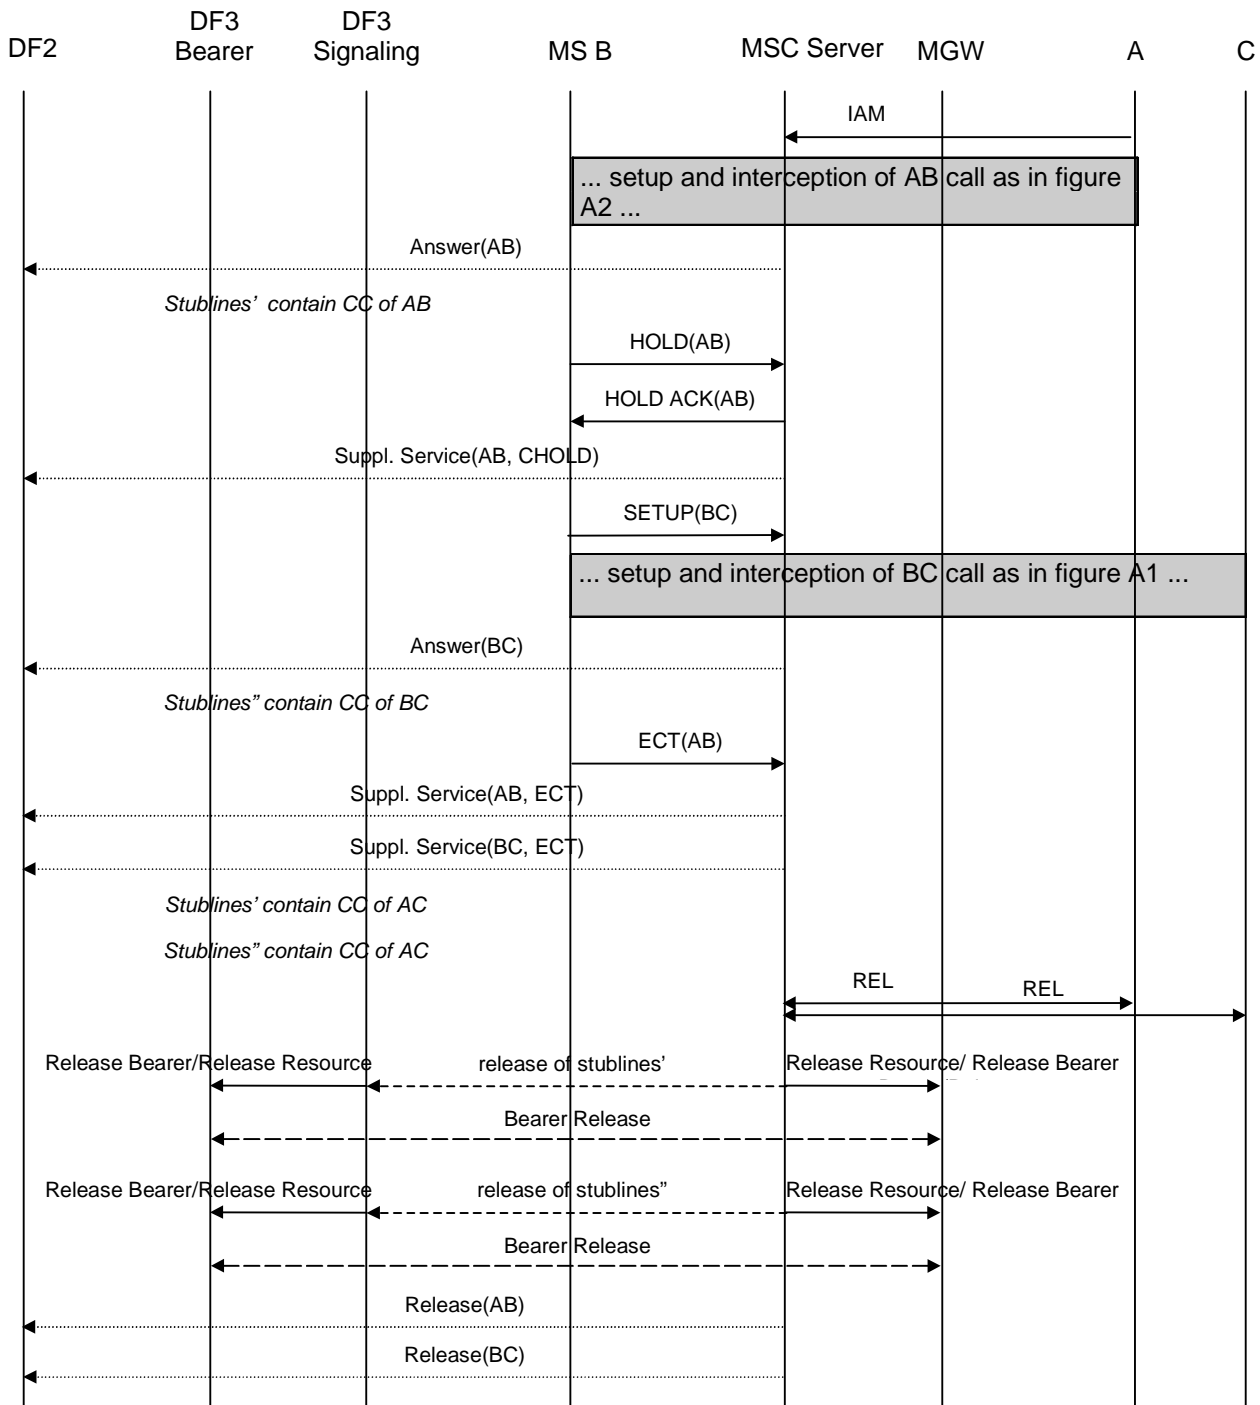 DF2
DF3
Bearer
DF3
Signaling
MS B
MSC Server
MGW
A
C
IAM
... setup and interception of AB call as in figure
A2 ...
Answer(AB)
Stublines’ contain CC of AB
HOLD(AB)
HOLD ACK(AB)
Suppl. Service(AB, CHOLD)
SETUP(BC)
... setup and interception of BC call as in figure A1 ...
Answer(BC)
Stublines” contain CC of BC
ECT(AB)
Suppl. Service(AB, ECT)
Suppl. Service(BC, ECT)
Stublines’ contain CC of AC
Stublines” contain CC of AC
REL
REL
Release Bearer/Release Resource
release of stublines’
Release Resource/ Release Bearer
Bearer Release
Release Bearer/Release Resource
release of stublines”
Release Resource/ Release Bearer
Bearer Release
Release(AB)
Release(BC)